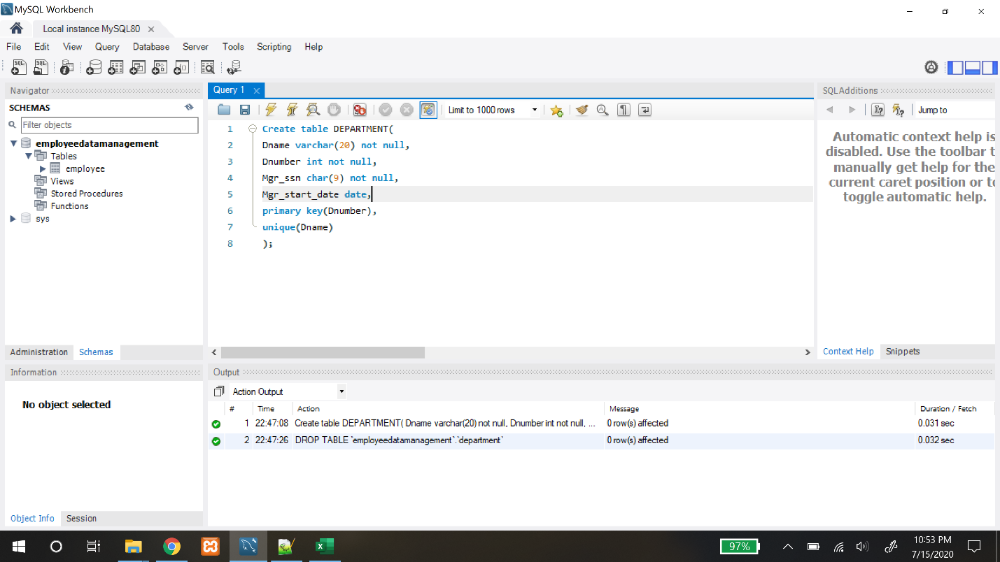 MySQL Workbench
Local instance MySQL80
File Edit View Query Database Server Tools Scripting Help
Navigator
SCHEMAS
Filter objects
employeedatamanagement
Tables
employee
Views
Stored Procedures
Functions
sys
Administration Schemas
Information
No object selected
Object Info Session
Query 1
Limit to 1000 rows
1 Create table DEPARTMENT(
2 Dname varchar(20) not null,
3 Dnumber int not null,
4 Mgr_ssn char(9) not null,
5 Mgr_start_date date,
6 primary key(Dnumber),
7 unique(Dname)
8 );
SQLAdditions
Jump to
Automatic context help is
disabled. Use the toolbar t
manually get help for the
current caret position or to
toggle automatic help.
Context Help Snippets
Output
Action Output
# Time Action Message Duration / Fetch
1 22:47:08 Create table DEPARTMENT( Dname varchar(20) not null, Dnumber int not null, ... 0 row(s) affected 0.031 sec
2 22:47:26 DROP TABLE `employeedatamanagement`.`department` 0 row(s) affected 0.032 sec
97%
10:53 PM
7/15/2020